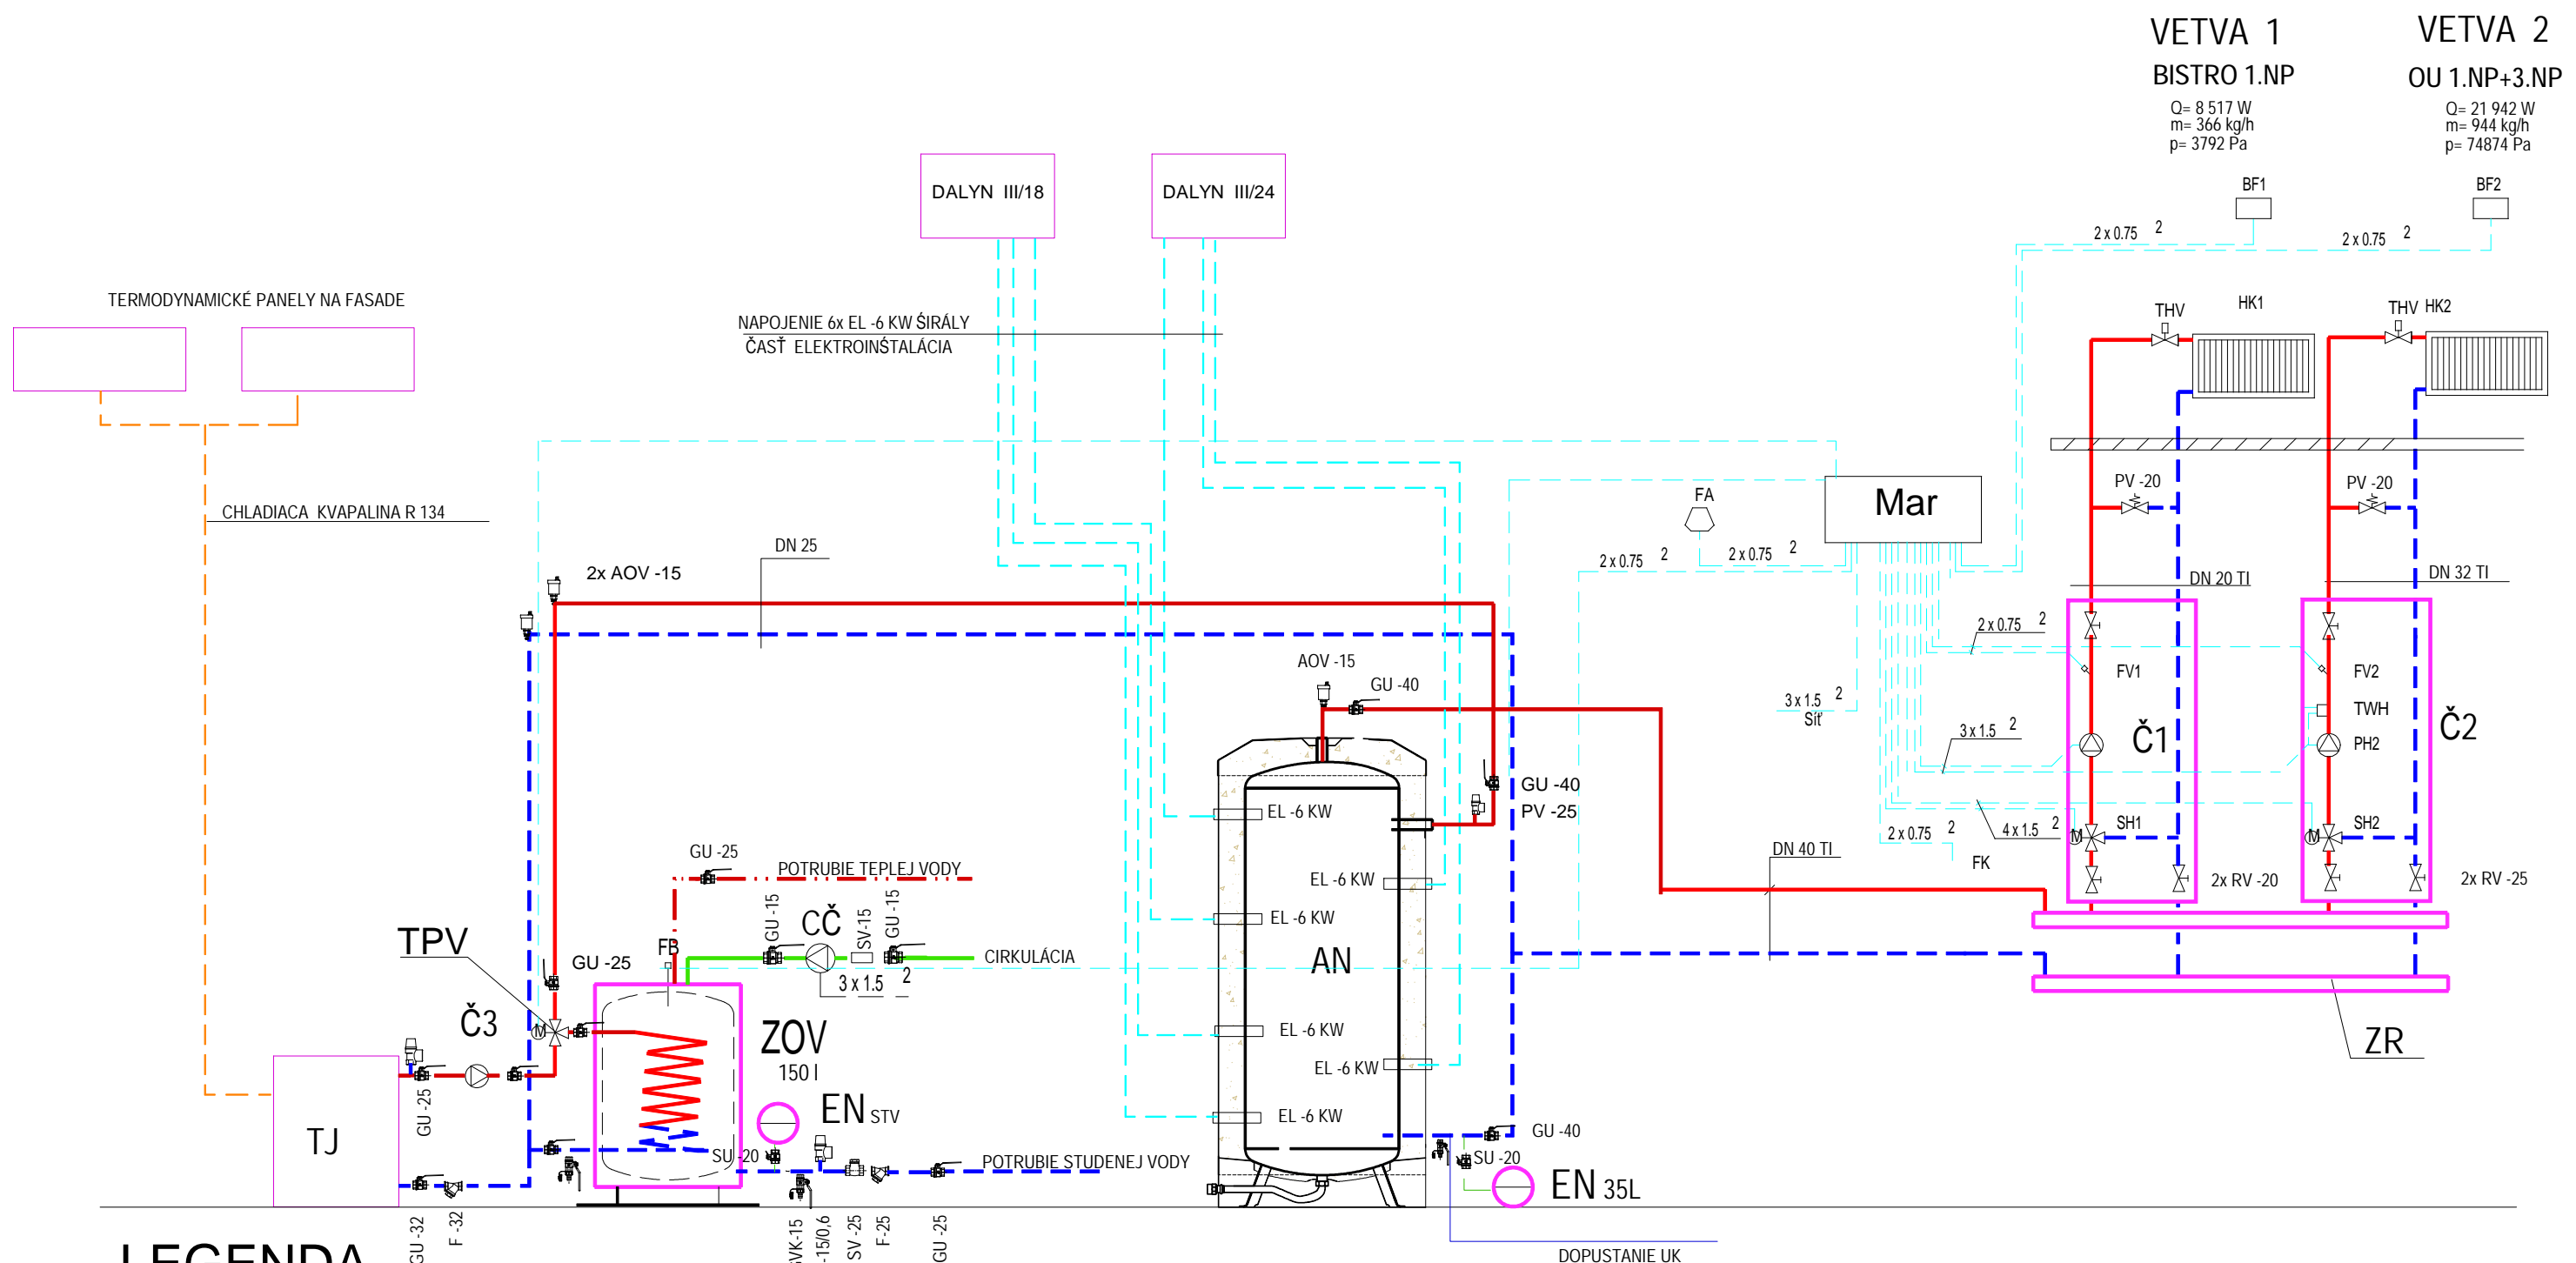 VETVA 1
BISTRO 1.NP
Q= 8 517 W
m= 366 kg/h
p= 3792 Pa
VETVA 2
OU 1.NP+3.NP
Q= 21 942 W
m= 944 kg/h
p= 74874 Pa
BF1
BF2
DALYN III/18
DALYN III/24
2 x 0.75 2
2 x 0.75 2
TERMODYNAMICKÉ PANELY NA FASADE
NAPOJENIE 6x EL -6 KW ŚIRÁLY
ČASŤ ELEKTROINŚTALÁCIA
THV
HK1
THV HK2
CHLADIACA KVAPALINA R 134
FA
Mar
PV -20
PV -20
DN 25
2 x 0.75 2
2 x 0.75 2
2x AOV -15
DN 20 TI
DN 32 TI
2 x 0.75 2
AOV -15
GU -40
FV1
FV2
3 x 1.5 2
Síť
TWH
3 x 1.5 2
Č1
PH2
Č2
GU -40
PV -25
EL -6 KW
SH1
SH2
2 x 0.75 2
4 x 1.5 2
FK
DN 40 TI
GU -25
POTRUBIE TEPLEJ VODY
EL -6 KW
2x RV -20
2x RV -25
GU -15
CČ
SV-15
GU -15
EL -6 KW
TPV
FB
GU -25
CIRKULÁCIA
3 x 1.5 2
AN
Č3
ZOV
150 l
EL -6 KW
ZR
EL -6 KW
GU -25
EN STV
EL -6 KW
TJ
SU -20
POTRUBIE STUDENEJ VODY
GU -40
SU -20
EN 35L
GU -32
F -32
-15/0,6
SV -25
F-25
GU -25
DOPUSTANIE UK
LEGENDA